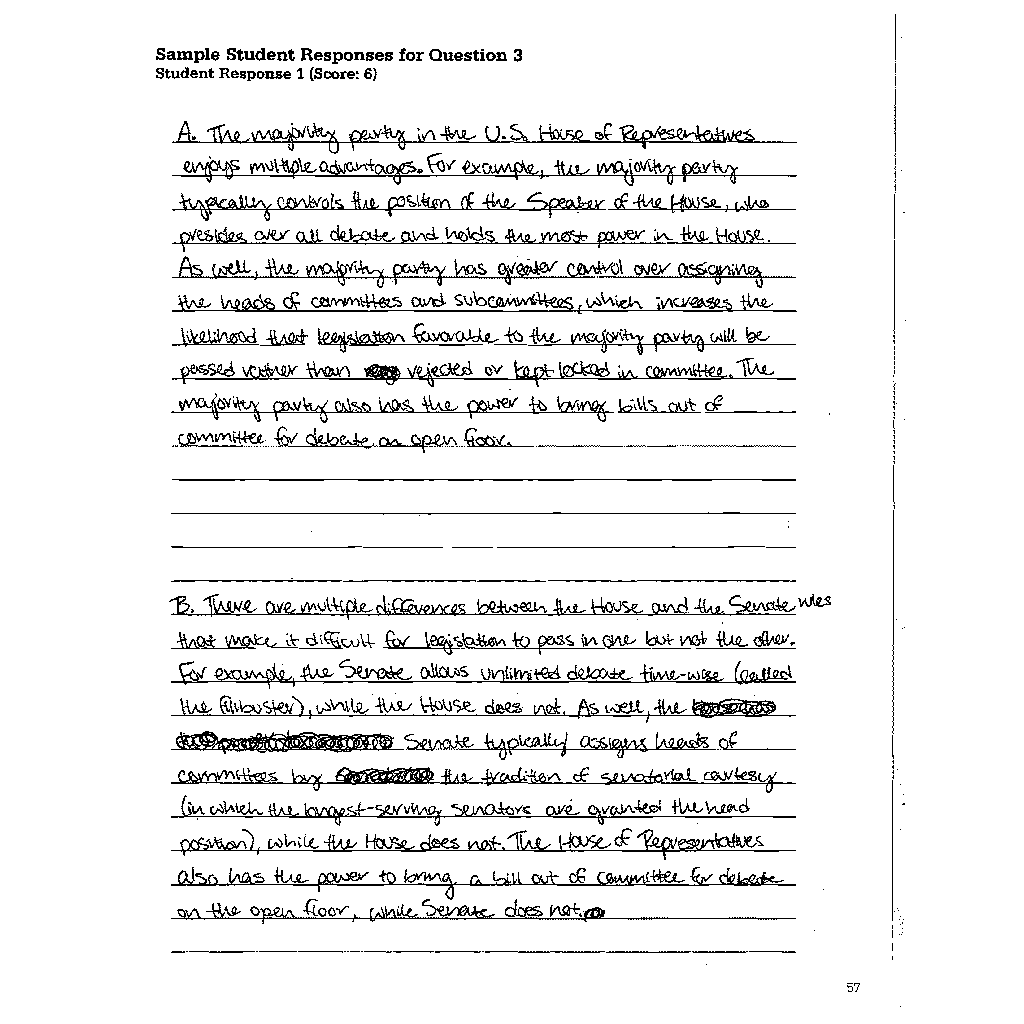 Sample Student Responses for Question 3
Student Response 1 (Score: 6)
A. The majority party in the U.S. House of Representatives
enjoys multiple advantages. For example, the majority party
typically controls the position of the Speaker of the House, who
presides over all debate and holds the most power in the House.
As well, the majority party has greater control over assigning
the heads of committees and subcommittees, which increases the
likelihood that legislation favorable to the majority party will be
passed rather than rejected or kept locked in committee. The
majority party also has the power to bring bills out of
committee for debate on open floor.
B. There are multiple differences between the House and the Senate rules
that make it difficult for legislation to pass in one but not the other.
For example, the Senate allows unlimited debate time-wise (called
the filibuster), while the House does not. As well, the
Senate typically assigns heads of
committees by the tradition of senatorial courtesy
(in which the longest-serving senators are granted the head
position), while the House does not. The House of Representatives
also has the power to bring a bill out of committee for debate
on the open floor, while Senate does not.
57